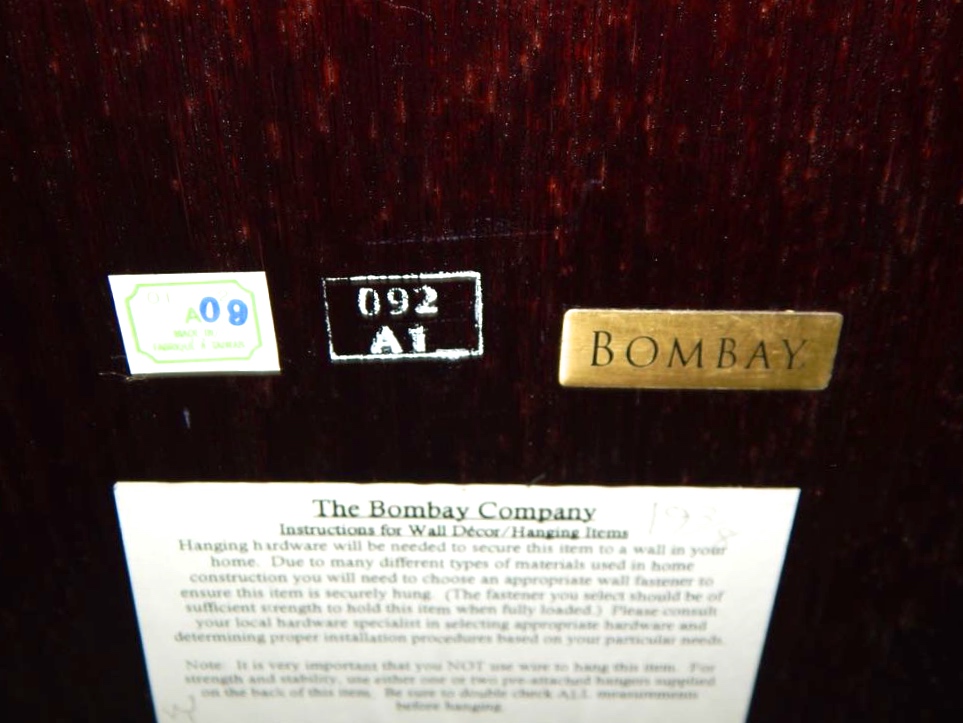 A09
MADE IN
092
A1
BOMBAY
The Bombay Company
Instructions for Wall Décor/Hanging Items
Hanging hardware will be needed to secure this item to a wall in your
home. Due to many different types of materials used in home
construction you will need to choose an appropriate wall fastener to
ensure this item is securely hung. (The fastener you select should be of
sufficient strength to hold this item when fully loaded.) Please consult
your local hardware specialist in selecting appropriate hardware and
determining proper installation procedures based on your particular needs.
Note: It is very important that you NOT use wire to hang this item. For
strength and stability, use either one or two pre-attached hangers supplied
on the back of this item. Be sure to double check ALL measurements
before hanging.